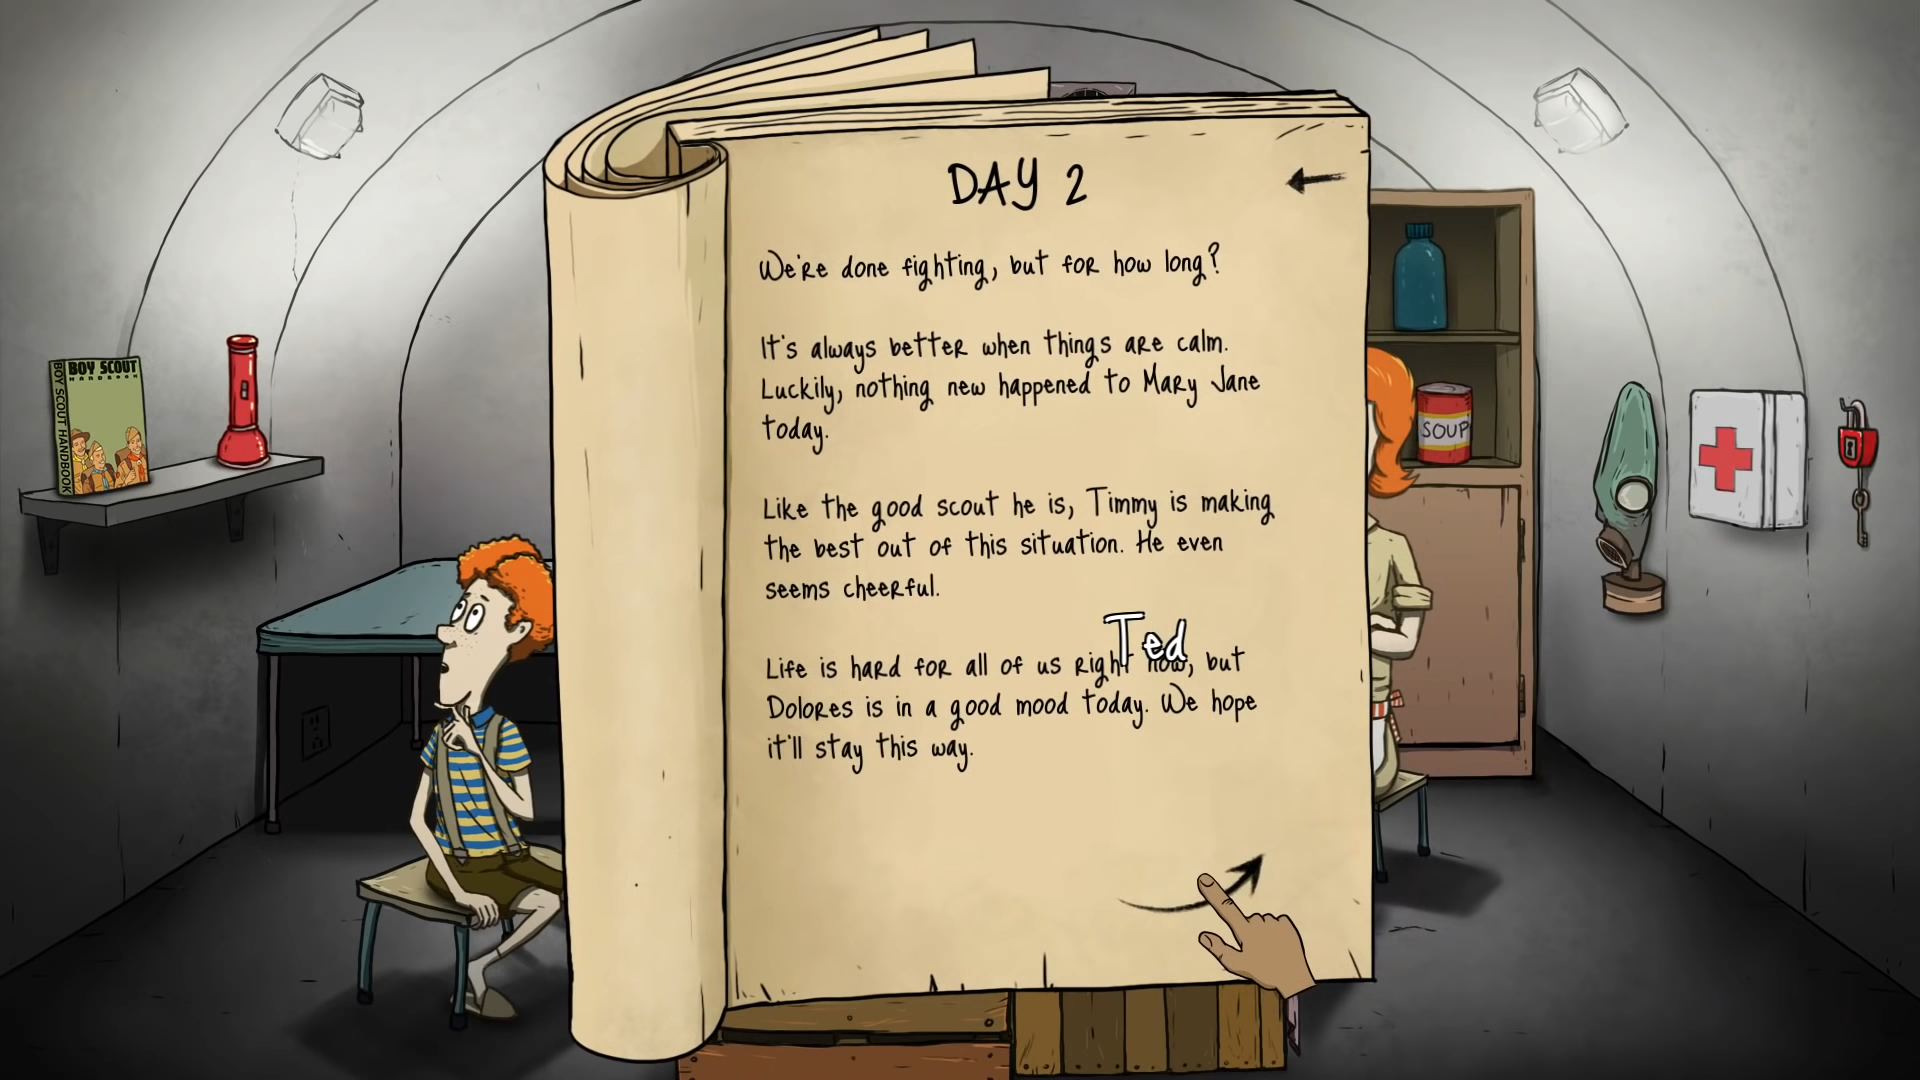 BOY SCOUT
HANDBOOK
BOY SCOUT HANDBOOK
DAY 2
We're done fighting, but for how long?
It's always better when things are calm.
Luckily, nothing new happened to Mary Jane
today.
Like the good scout he is, Timmy is making
the best out of this situation. He even
seems cheerful.
Ted
Life is hard for all of us right now, but
Dolores is in a good mood today. We hope
it'll stay this way.
SOUP